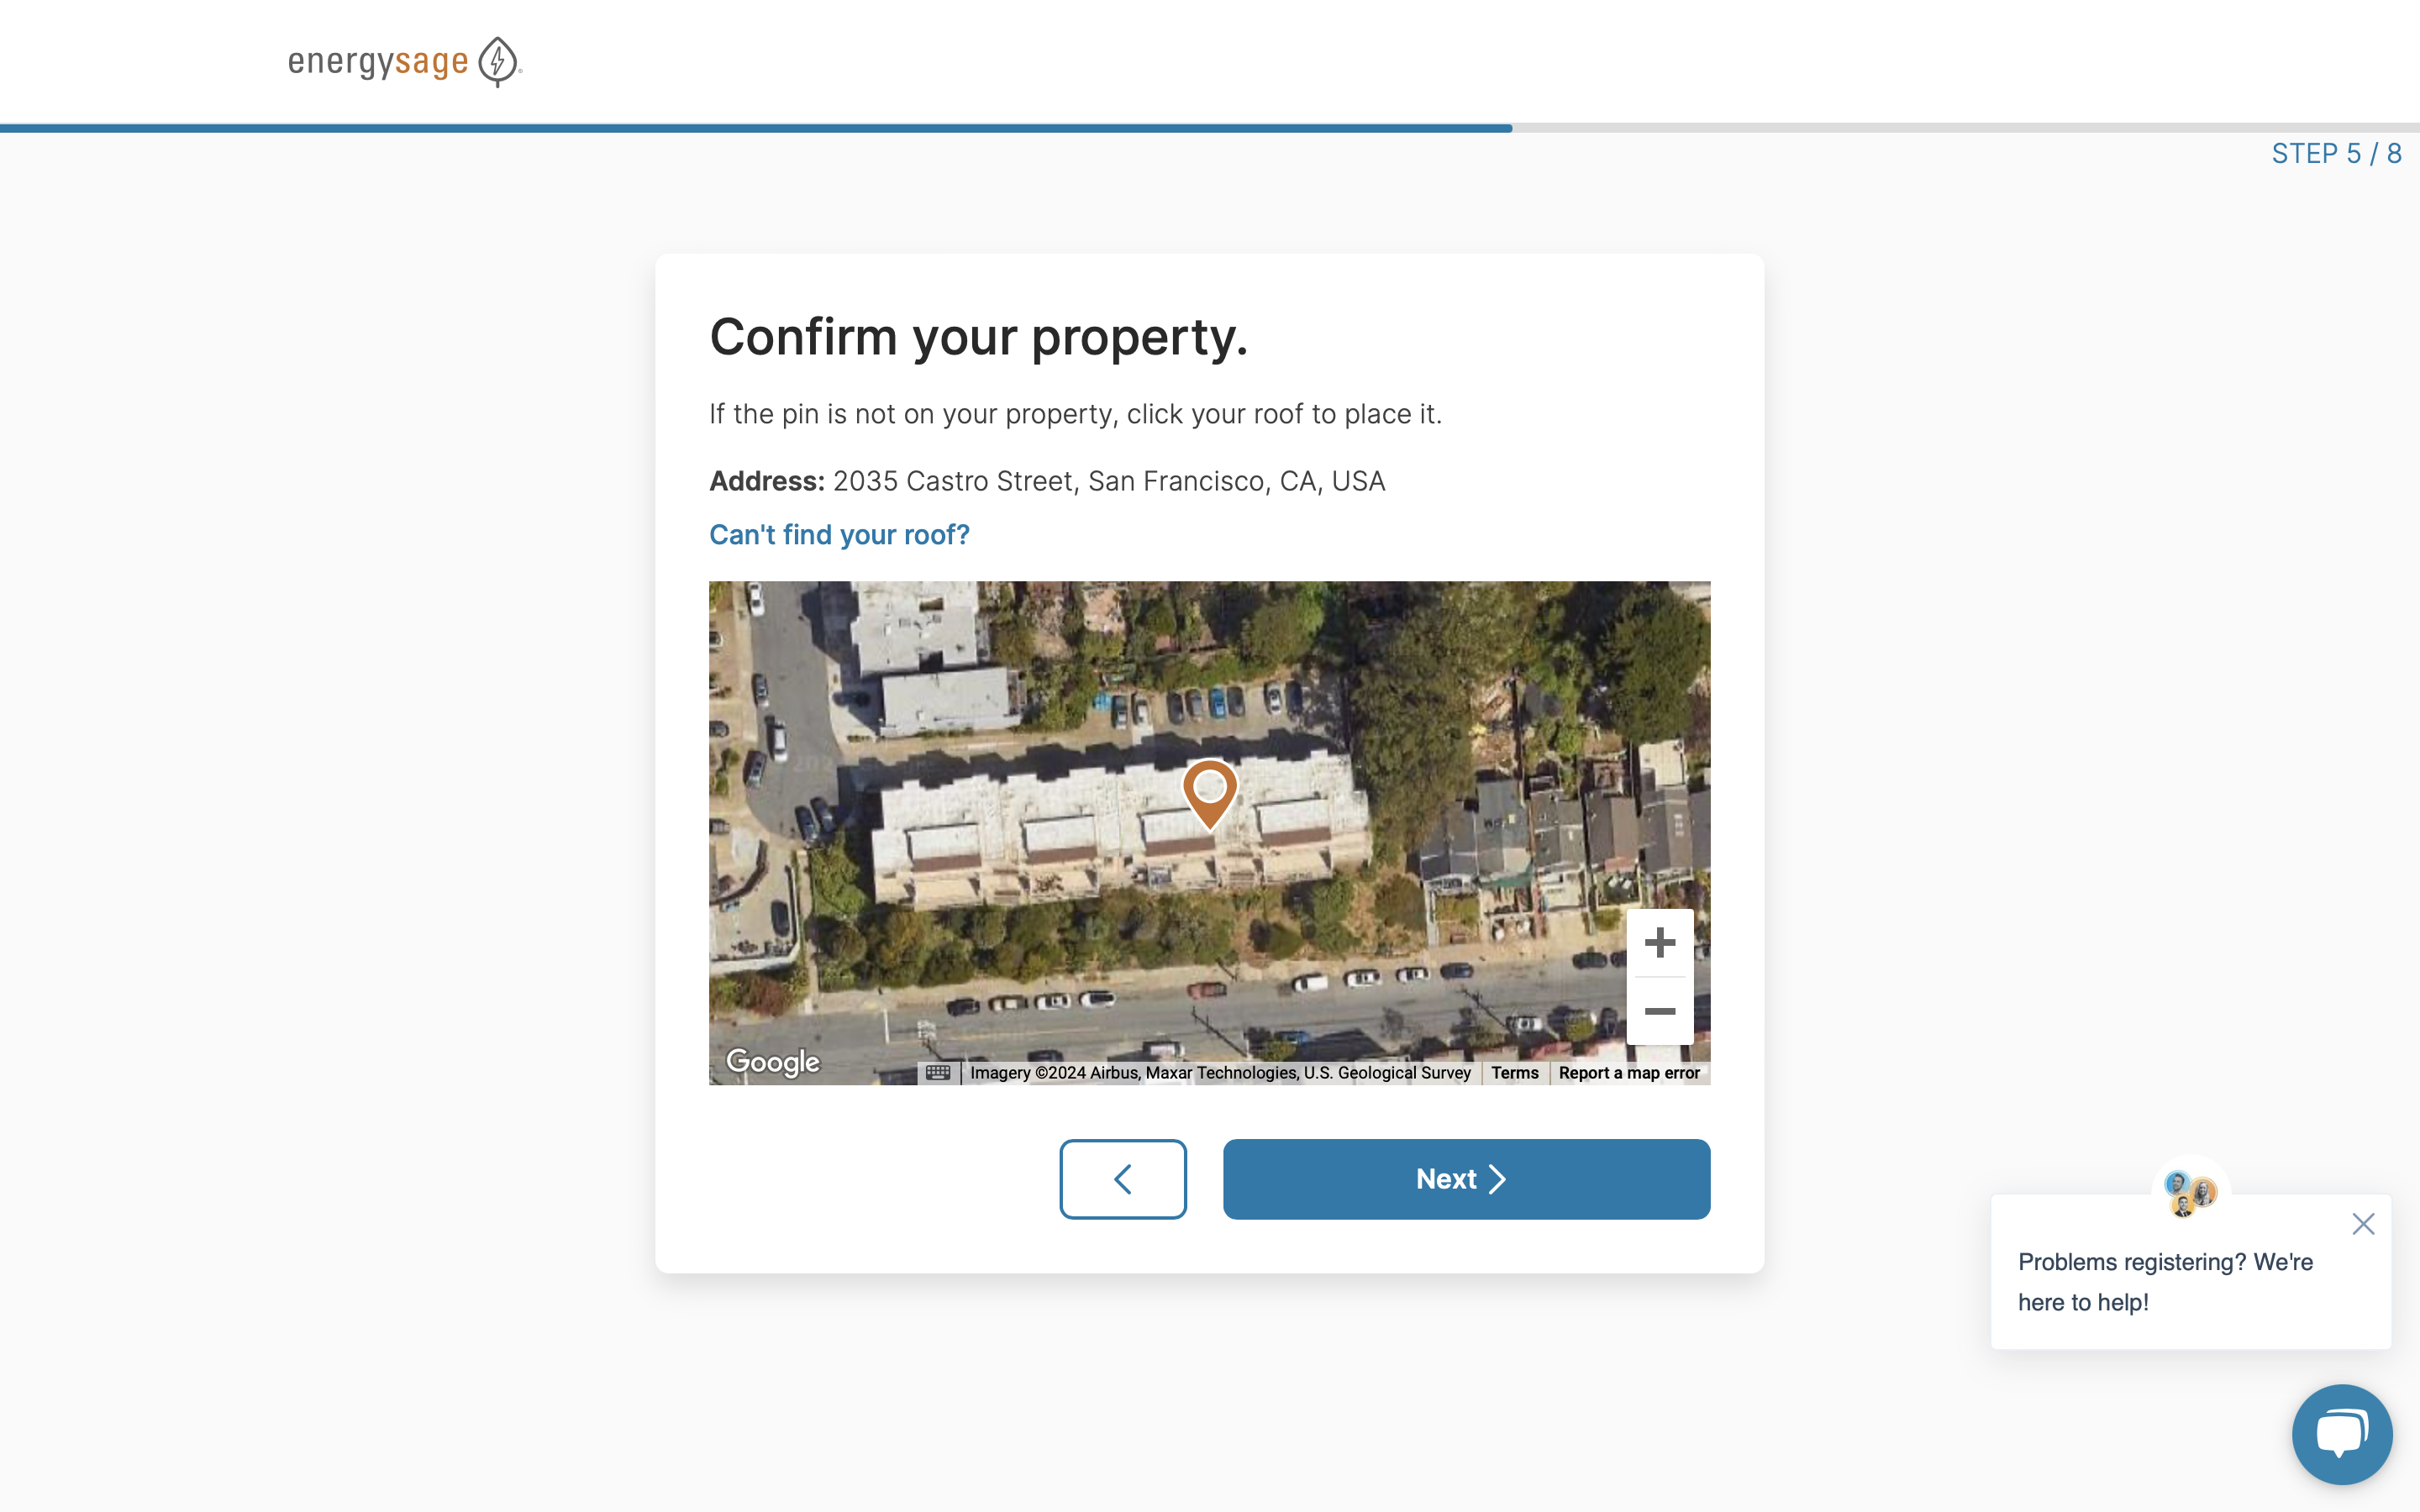 energysage
STEP 5 / 8
Confirm your property.
If the pin is not on your property, click your roof to place it.
Address: 2035 Castro Street, San Francisco, CA, USA
Can't find your roof?
Google
Imagery ©2024 Airbus, Maxar Technologies, U.S. Geological Survey
Terms
Report a map error
Next
Problems registering? We're
here to help!